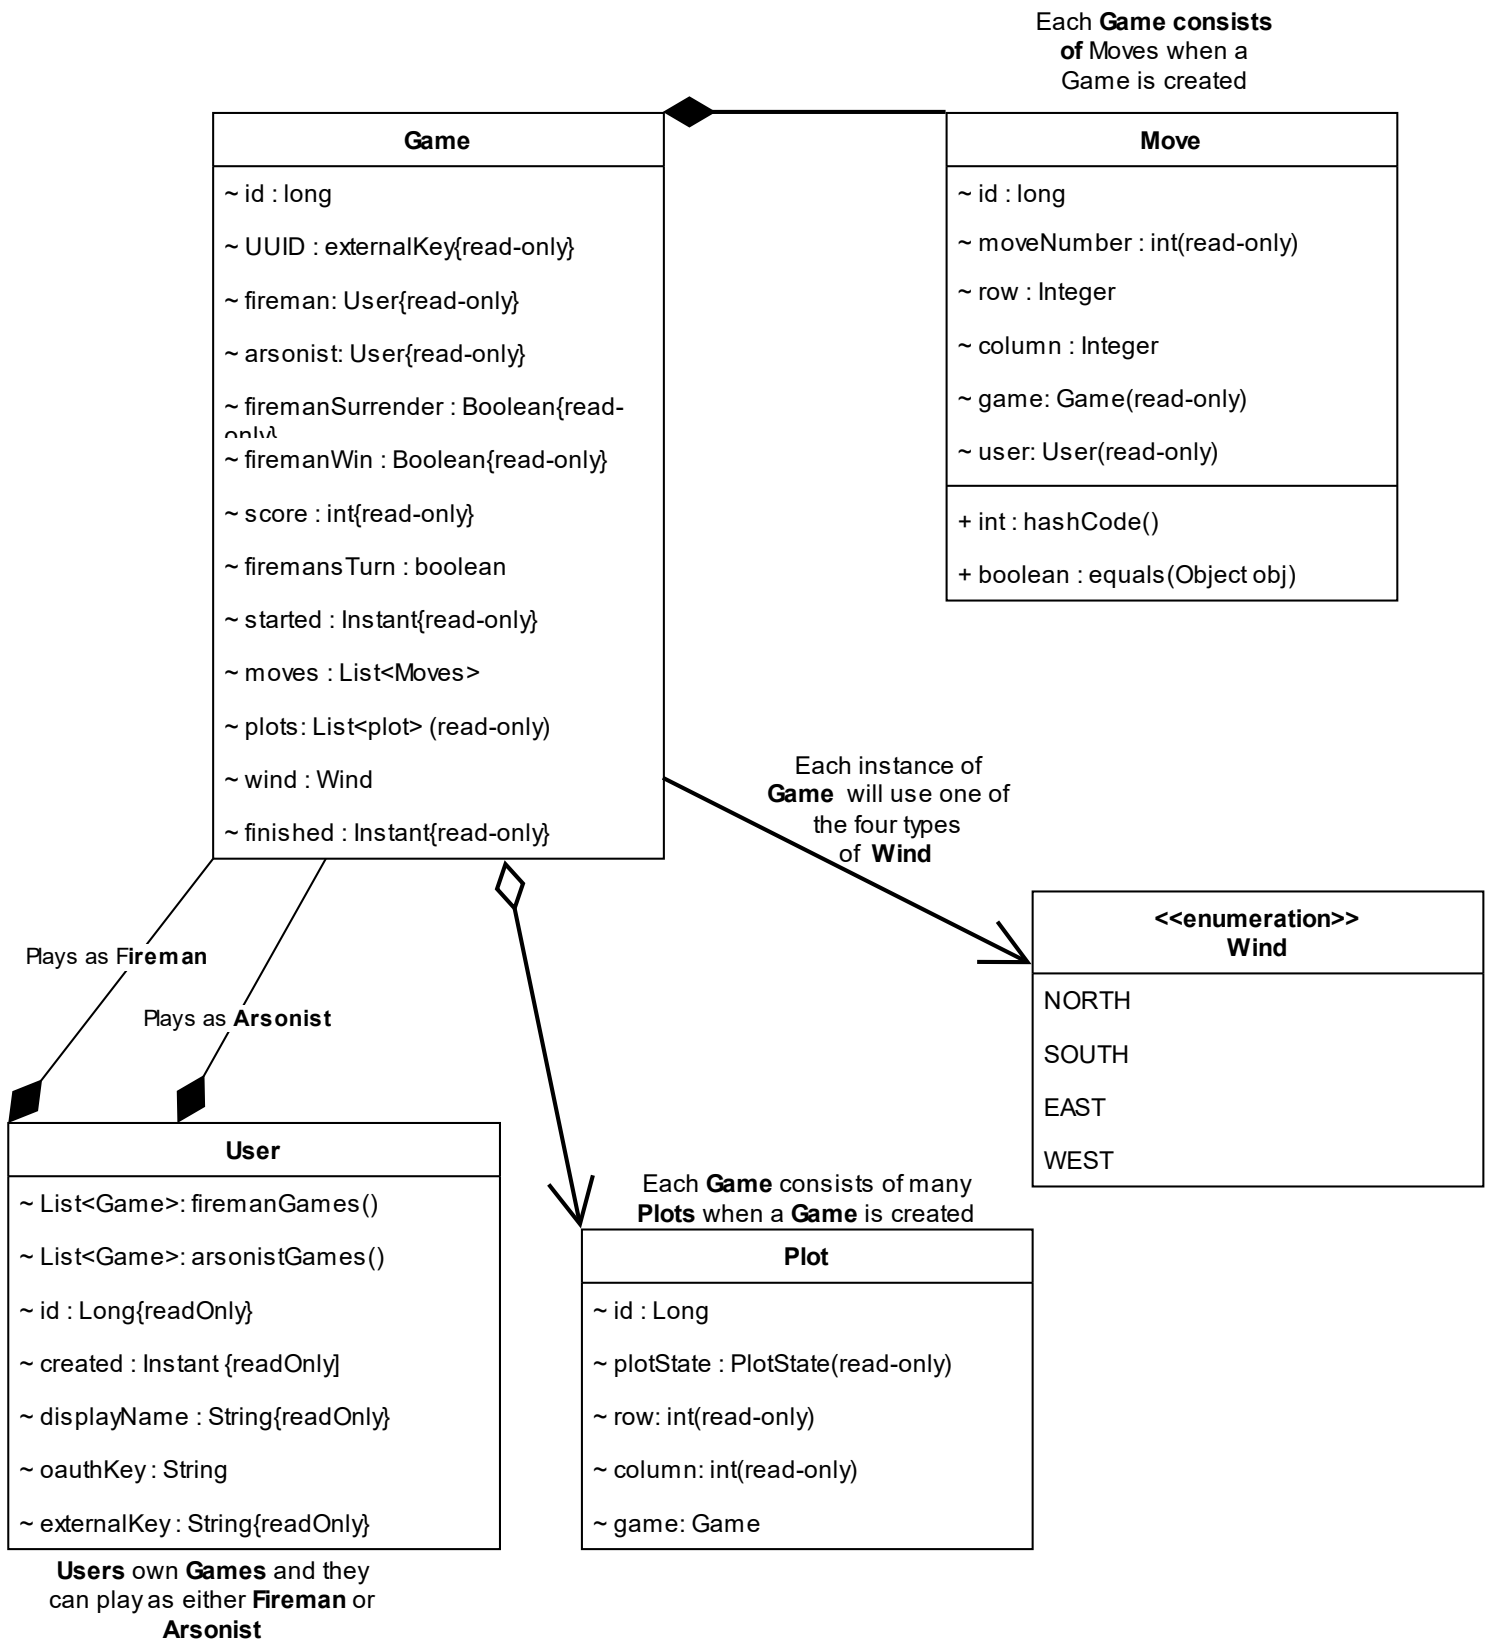 Each Game consists
of Moves when a
Game is created
Game
~ id : long
~ UUID : externalKey{read-only}
~ fireman: User{read-only}
~ arsonist: User{read-only}
~ firemanSurrender : Boolean{read-
only}
~ firemanWin : Boolean{read-only}
~ score : int{read-only}
~ firemansTurn : boolean
~ started : Instant{read-only}
~ moves : List<Moves>
~ plots: List<plot> (read-only)
~ wind : Wind
~ finished : Instant{read-only}
Move
~ id : long
~ moveNumber : int(read-only)
~ row : Integer
~ column : Integer
~ game: Game(read-only)
~ user: User(read-only)
+ int : hashCode()
+ boolean : equals(Object obj)
Each instance of
Game will use one of
the four types
of Wind
<<enumeration>>
Wind
NORTH
SOUTH
EAST
WEST
Plays as Fireman
Plays as Arsonist
User
~ List<Game>: firemanGames()
~ List<Game>: arsonistGames()
~ id : Long{readOnly}
~ created : Instant {readOnly]
~ displayName : String{readOnly}
~ oauthKey : String
~ externalKey : String{readOnly}
Users own Games and they
can play as either Fireman or
Arsonist
Each Game consists of many
Plots when a Game is created
Plot
~ id : Long
~ plotState : PlotState(read-only)
~ row: int(read-only)
~ column: int(read-only)
~ game: Game